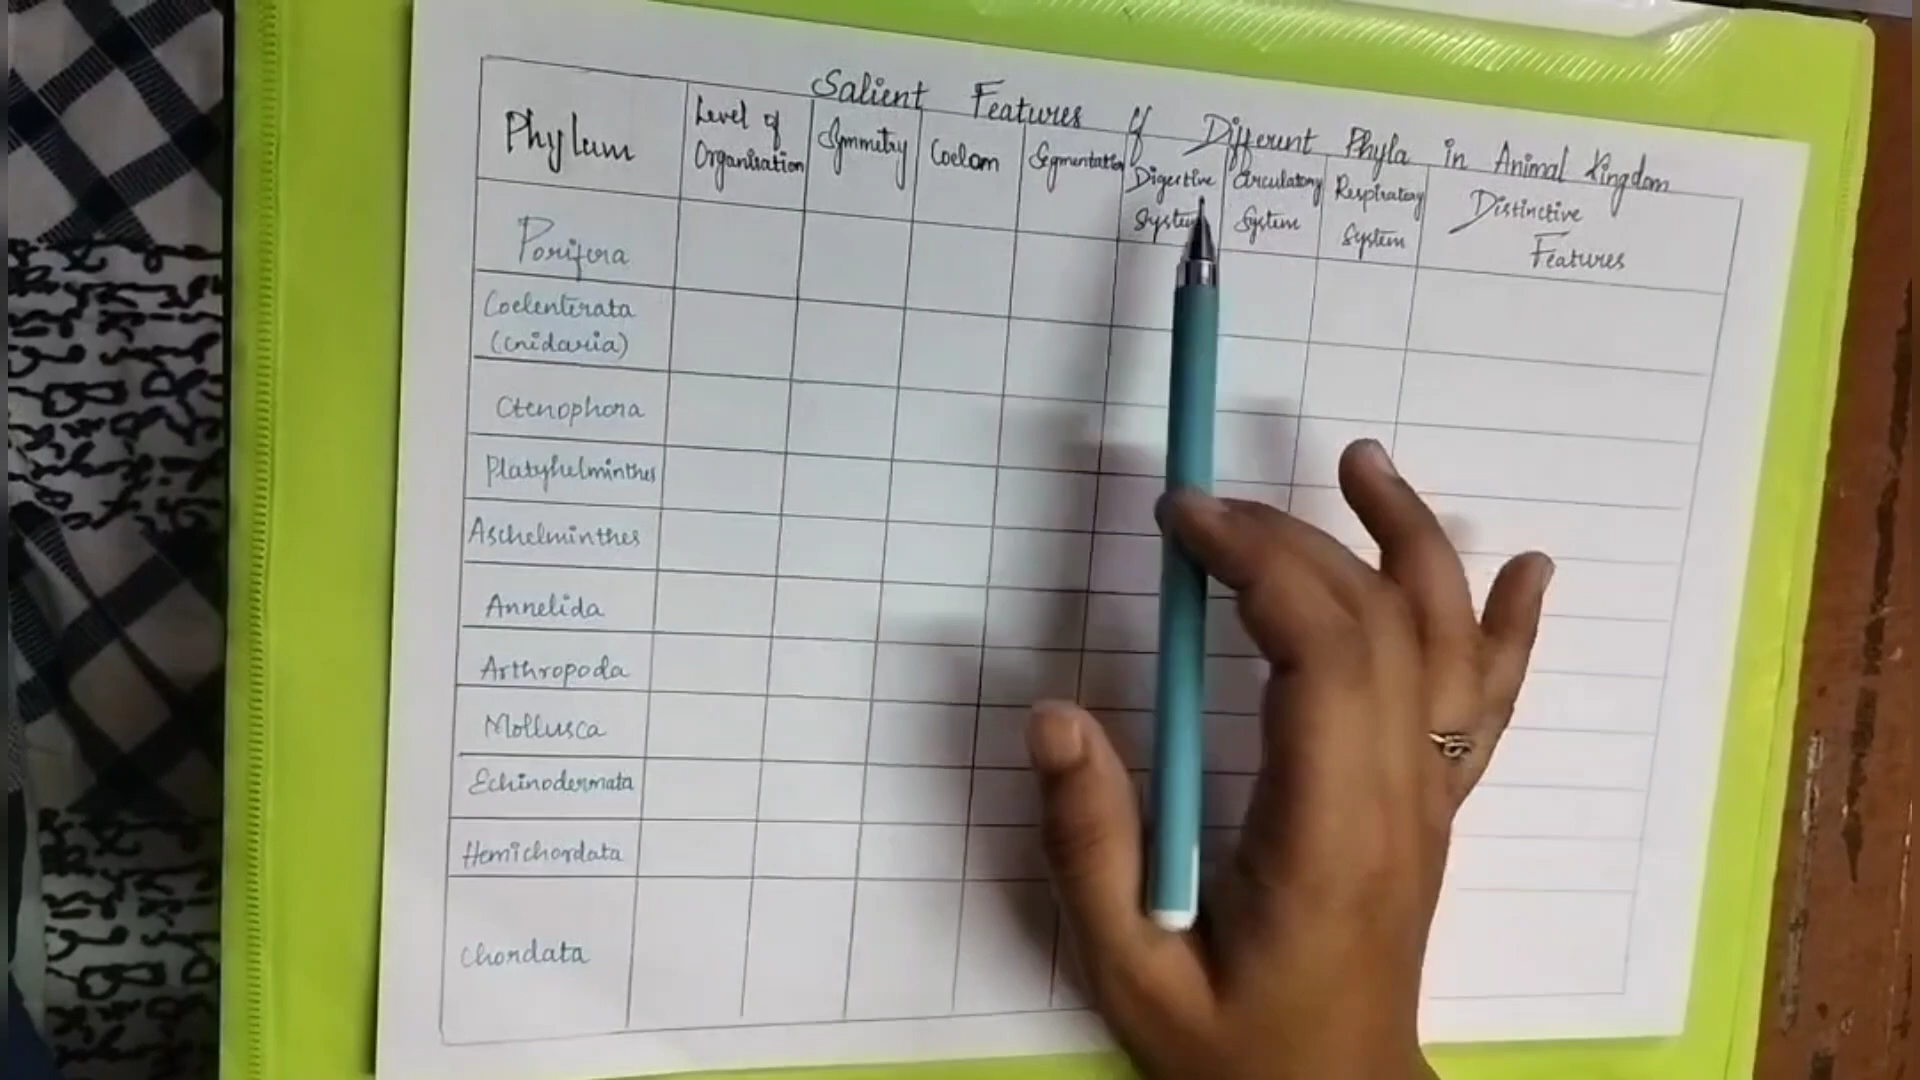 Salient Features of Different Phyla in Animal Kingdom
Phylum
Level of
Organisation
Symmetry
Coelom
Segmentation
Digestive
System
Circulatory
System
Respiratory
System
Distinctive
Features
Porifera
Coelenterata
(Cnidaria)
Ctenophora
Platyhelminthes
Aschelminthes
Annelida
Arthropoda
Mollusca
Echinodermata
Hemichordata
Chordata